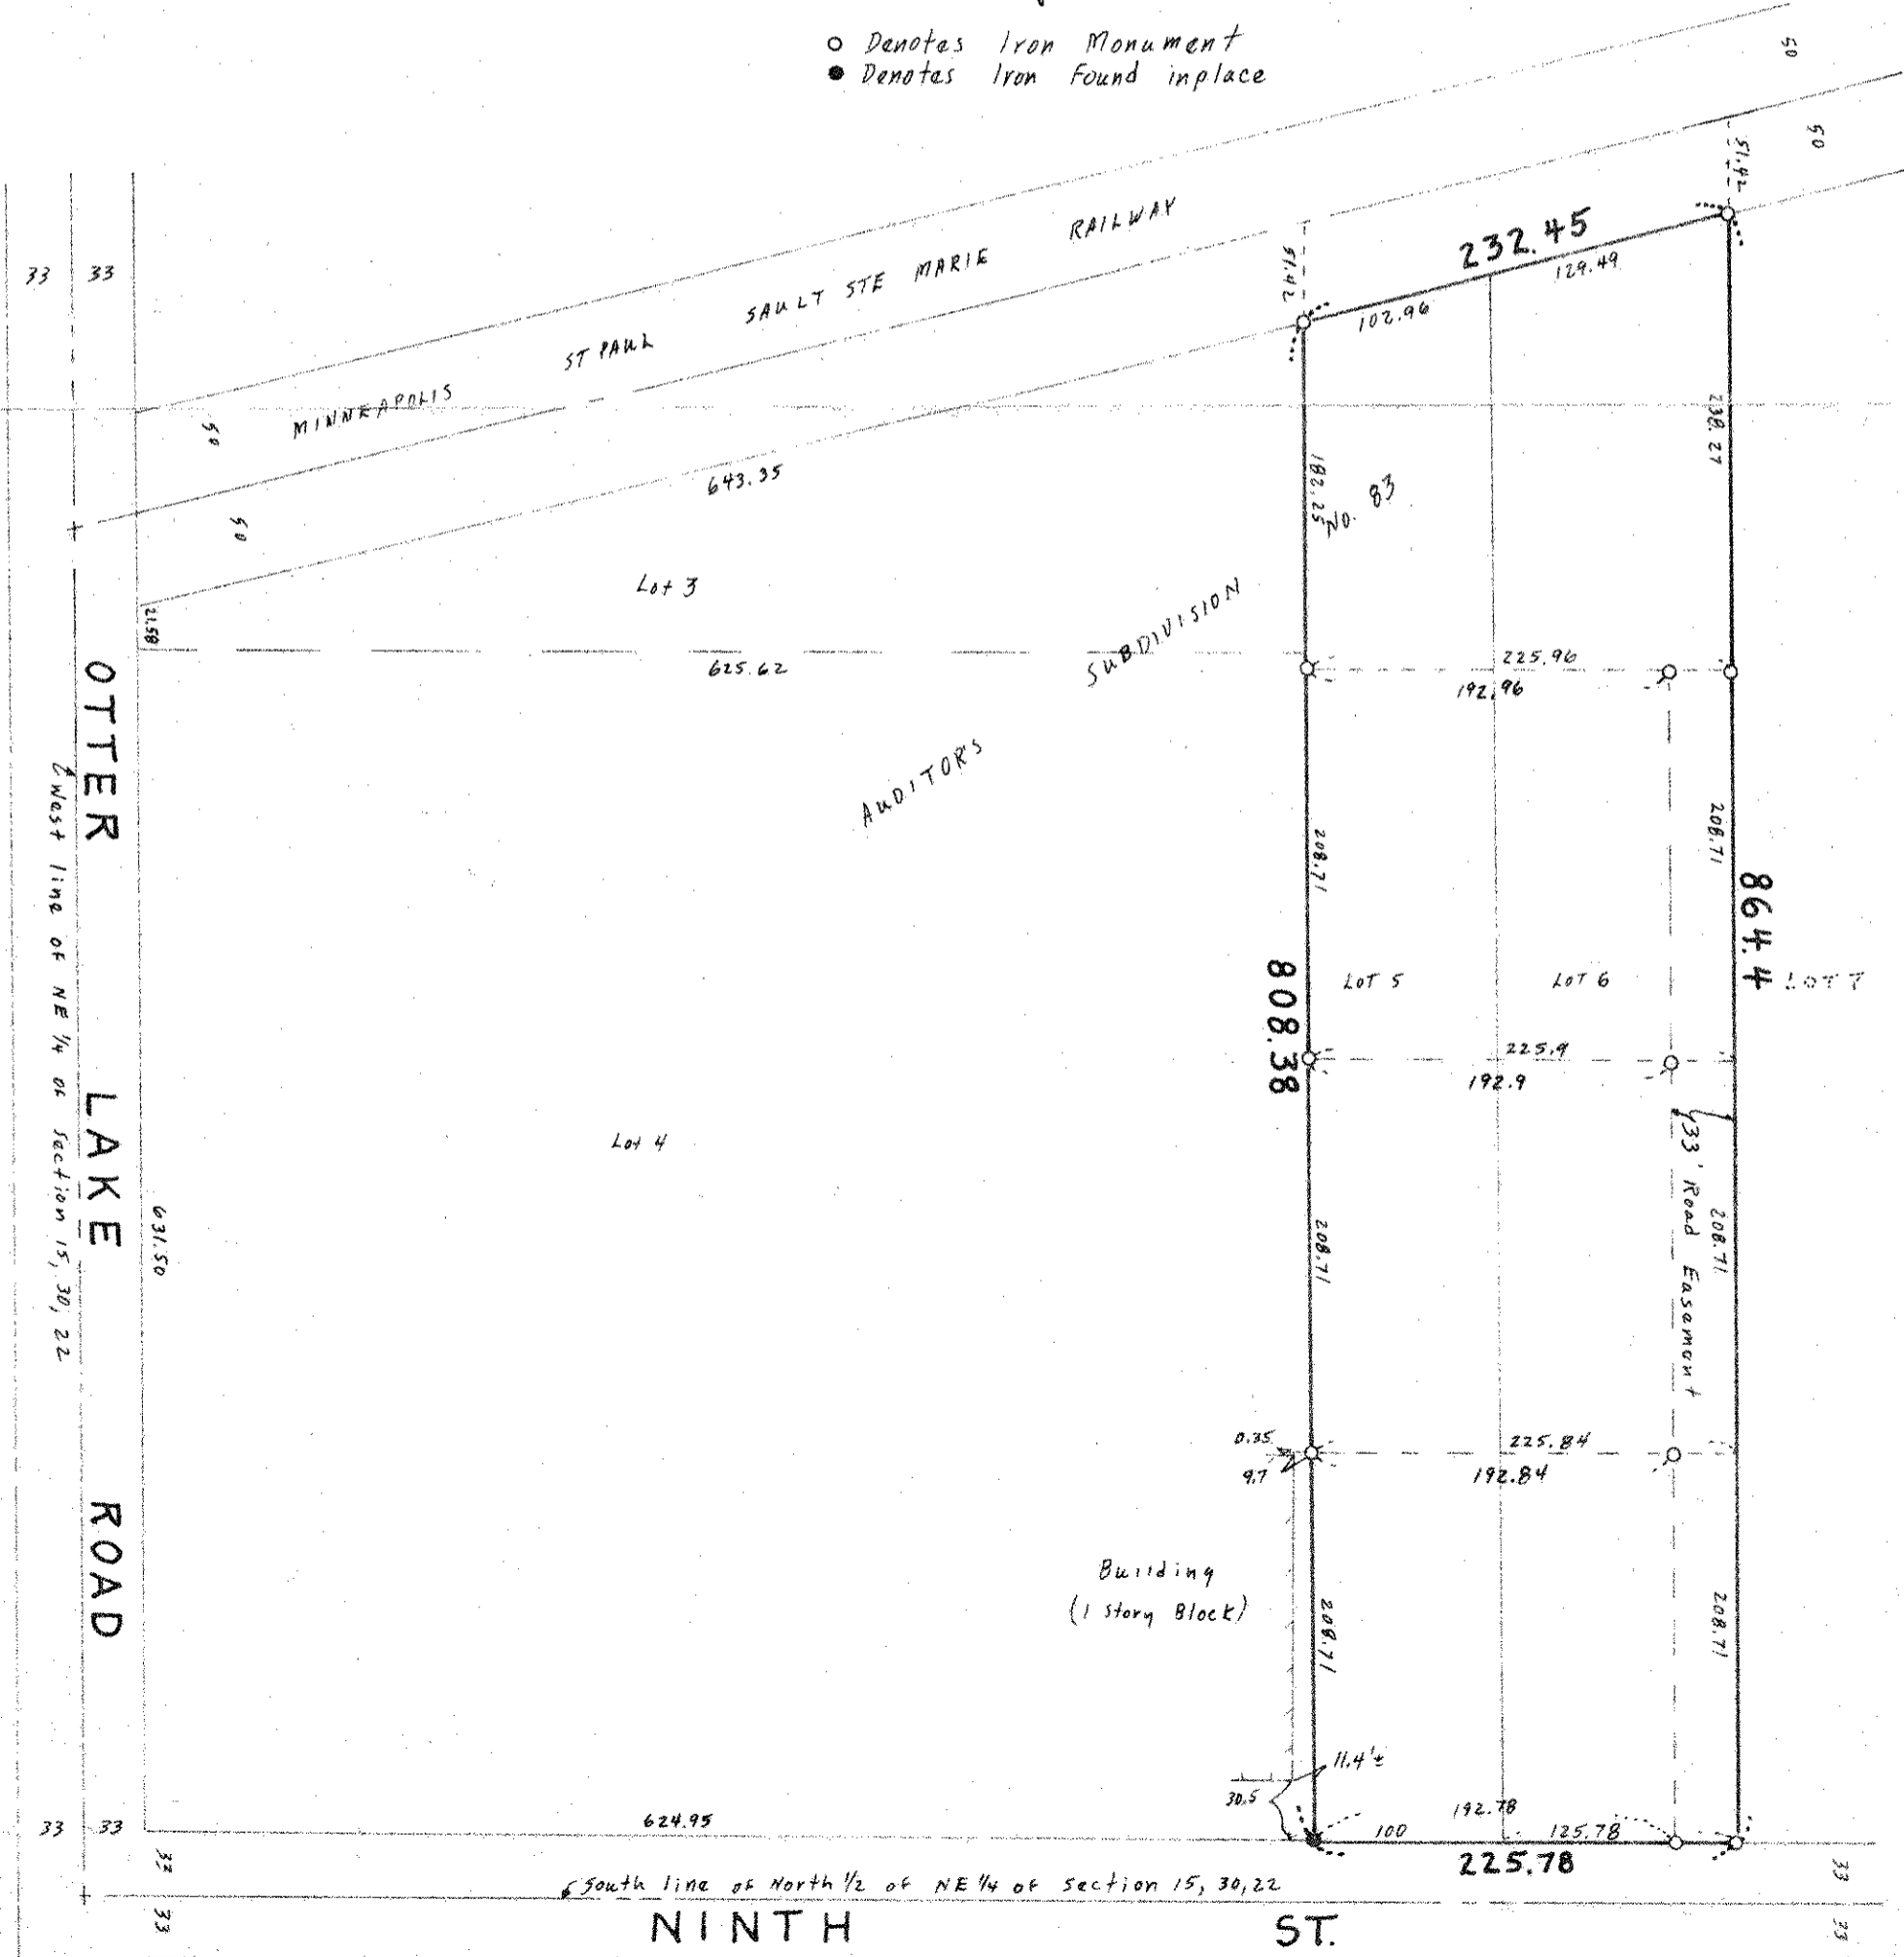 ○ Denotes Iron Monument
● Denotes Iron Found inplace
50
50
51.42
232.45
129.49
102.96
51.42
33 33
MINNEAPOLIS ST PAUL SAULT STE MARIE RAILWAY
50
50
643.35
182.25
No. 83
238.27
Lot 3
21.58
625.62
SUBDIVISION
AUDITOR'S
225.96
192.96
208.71
208.71
864.4
808.38
LOT 5
LOT 6
LOT 7
225.9
192.9
OTTER LAKE ROAD
West line of NE 1/4 of Section 15, 30, 22
Lot 4
631.50
33' Road Easement
208.71
208.71
0.35
9.7
225.84
192.84
Building
(1 Story Block)
208.71
208.71
11.4'±
30.5
33 33
624.95
192.78
100
125.78
225.78
33
33
South line of North 1/2 of NE 1/4 of Section 15, 30, 22
33
33
NINTH ST.